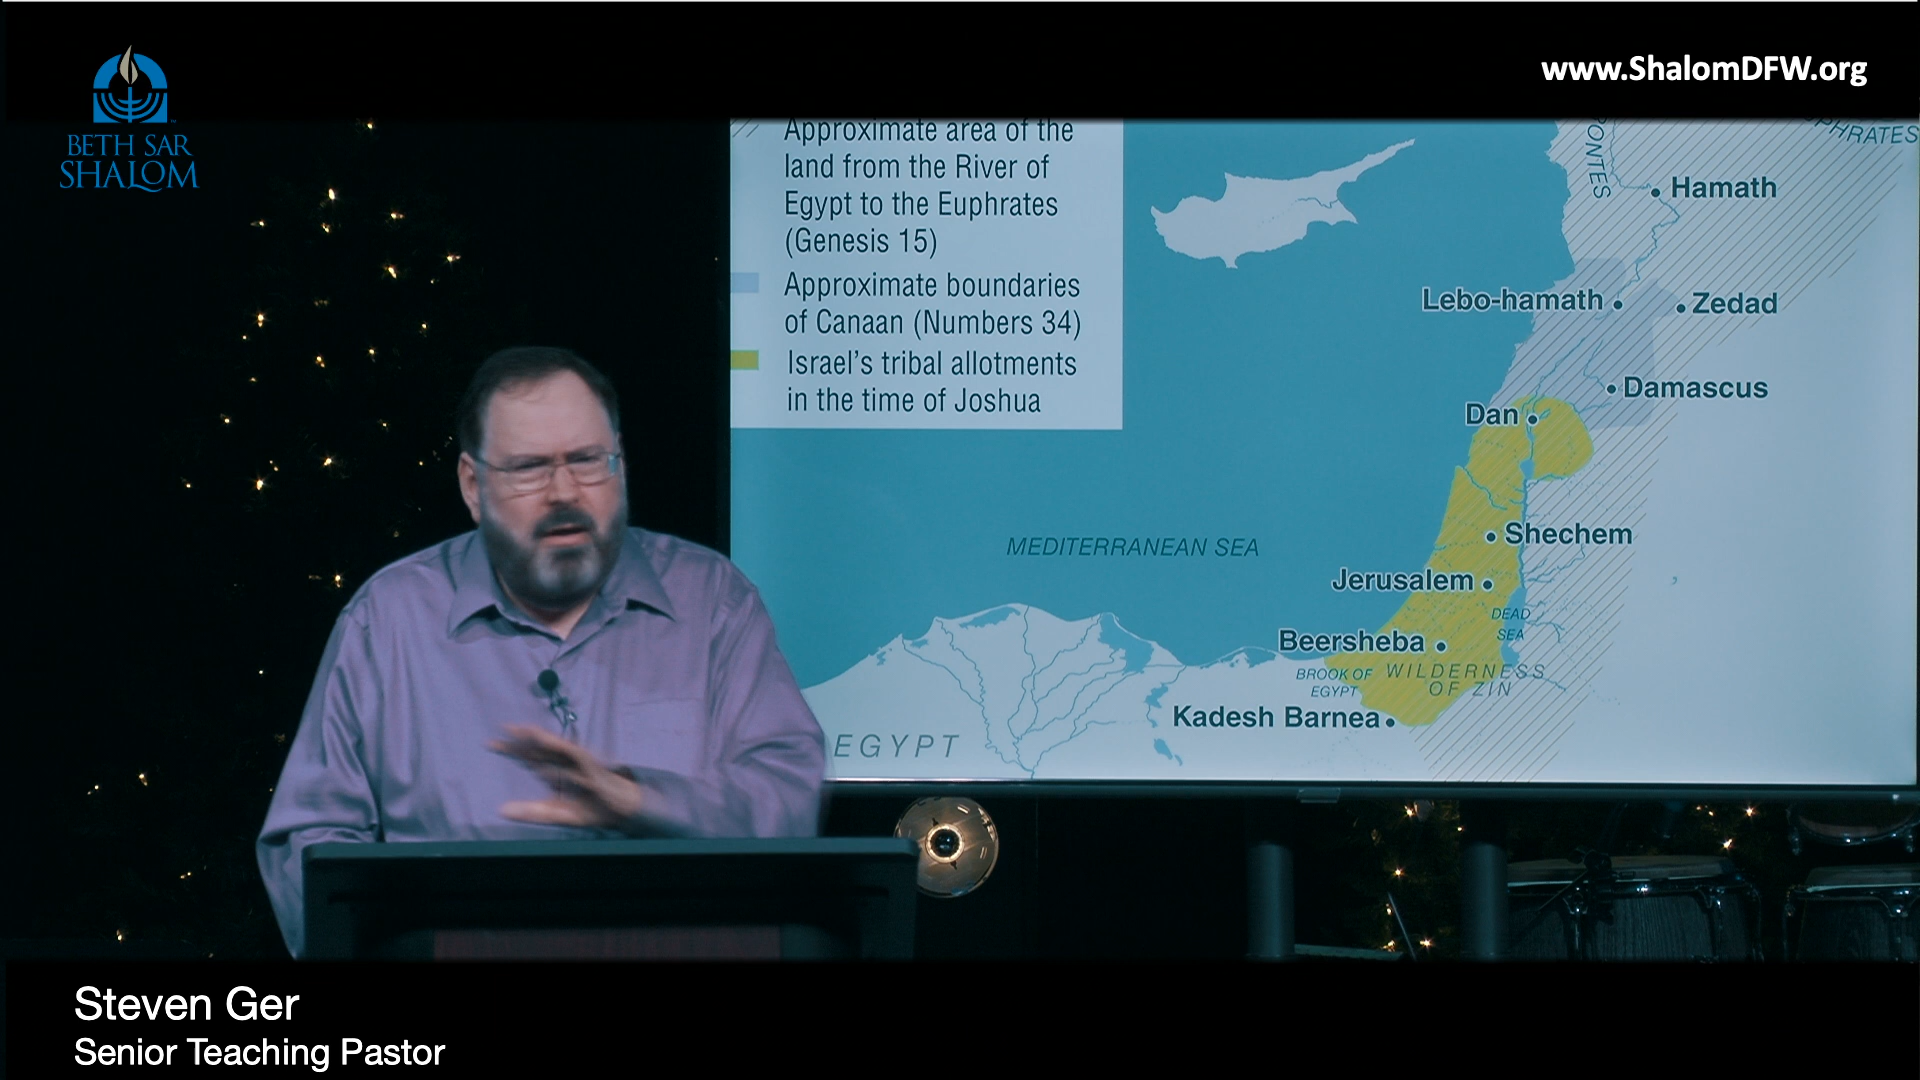 www.ShalomDFW.org
BETH SAR
SHALOM
Approximate area of the
land from the River of
Egypt to the Euphrates
(Genesis 15)
Approximate boundaries
of Canaan (Numbers 34)
Israel's tribal allotments
in the time of Joshua
Hamath
Lebo-hamath
Zedad
Damascus
Dan
MEDITERRANEAN SEA
Shechem
Jerusalem
DEAD
SEA
Beersheba
BROOK OF
EGYPT
WILDERNESS
OF ZIN
Kadesh Barnea
EGYPT
Steven Ger
Senior Teaching Pastor